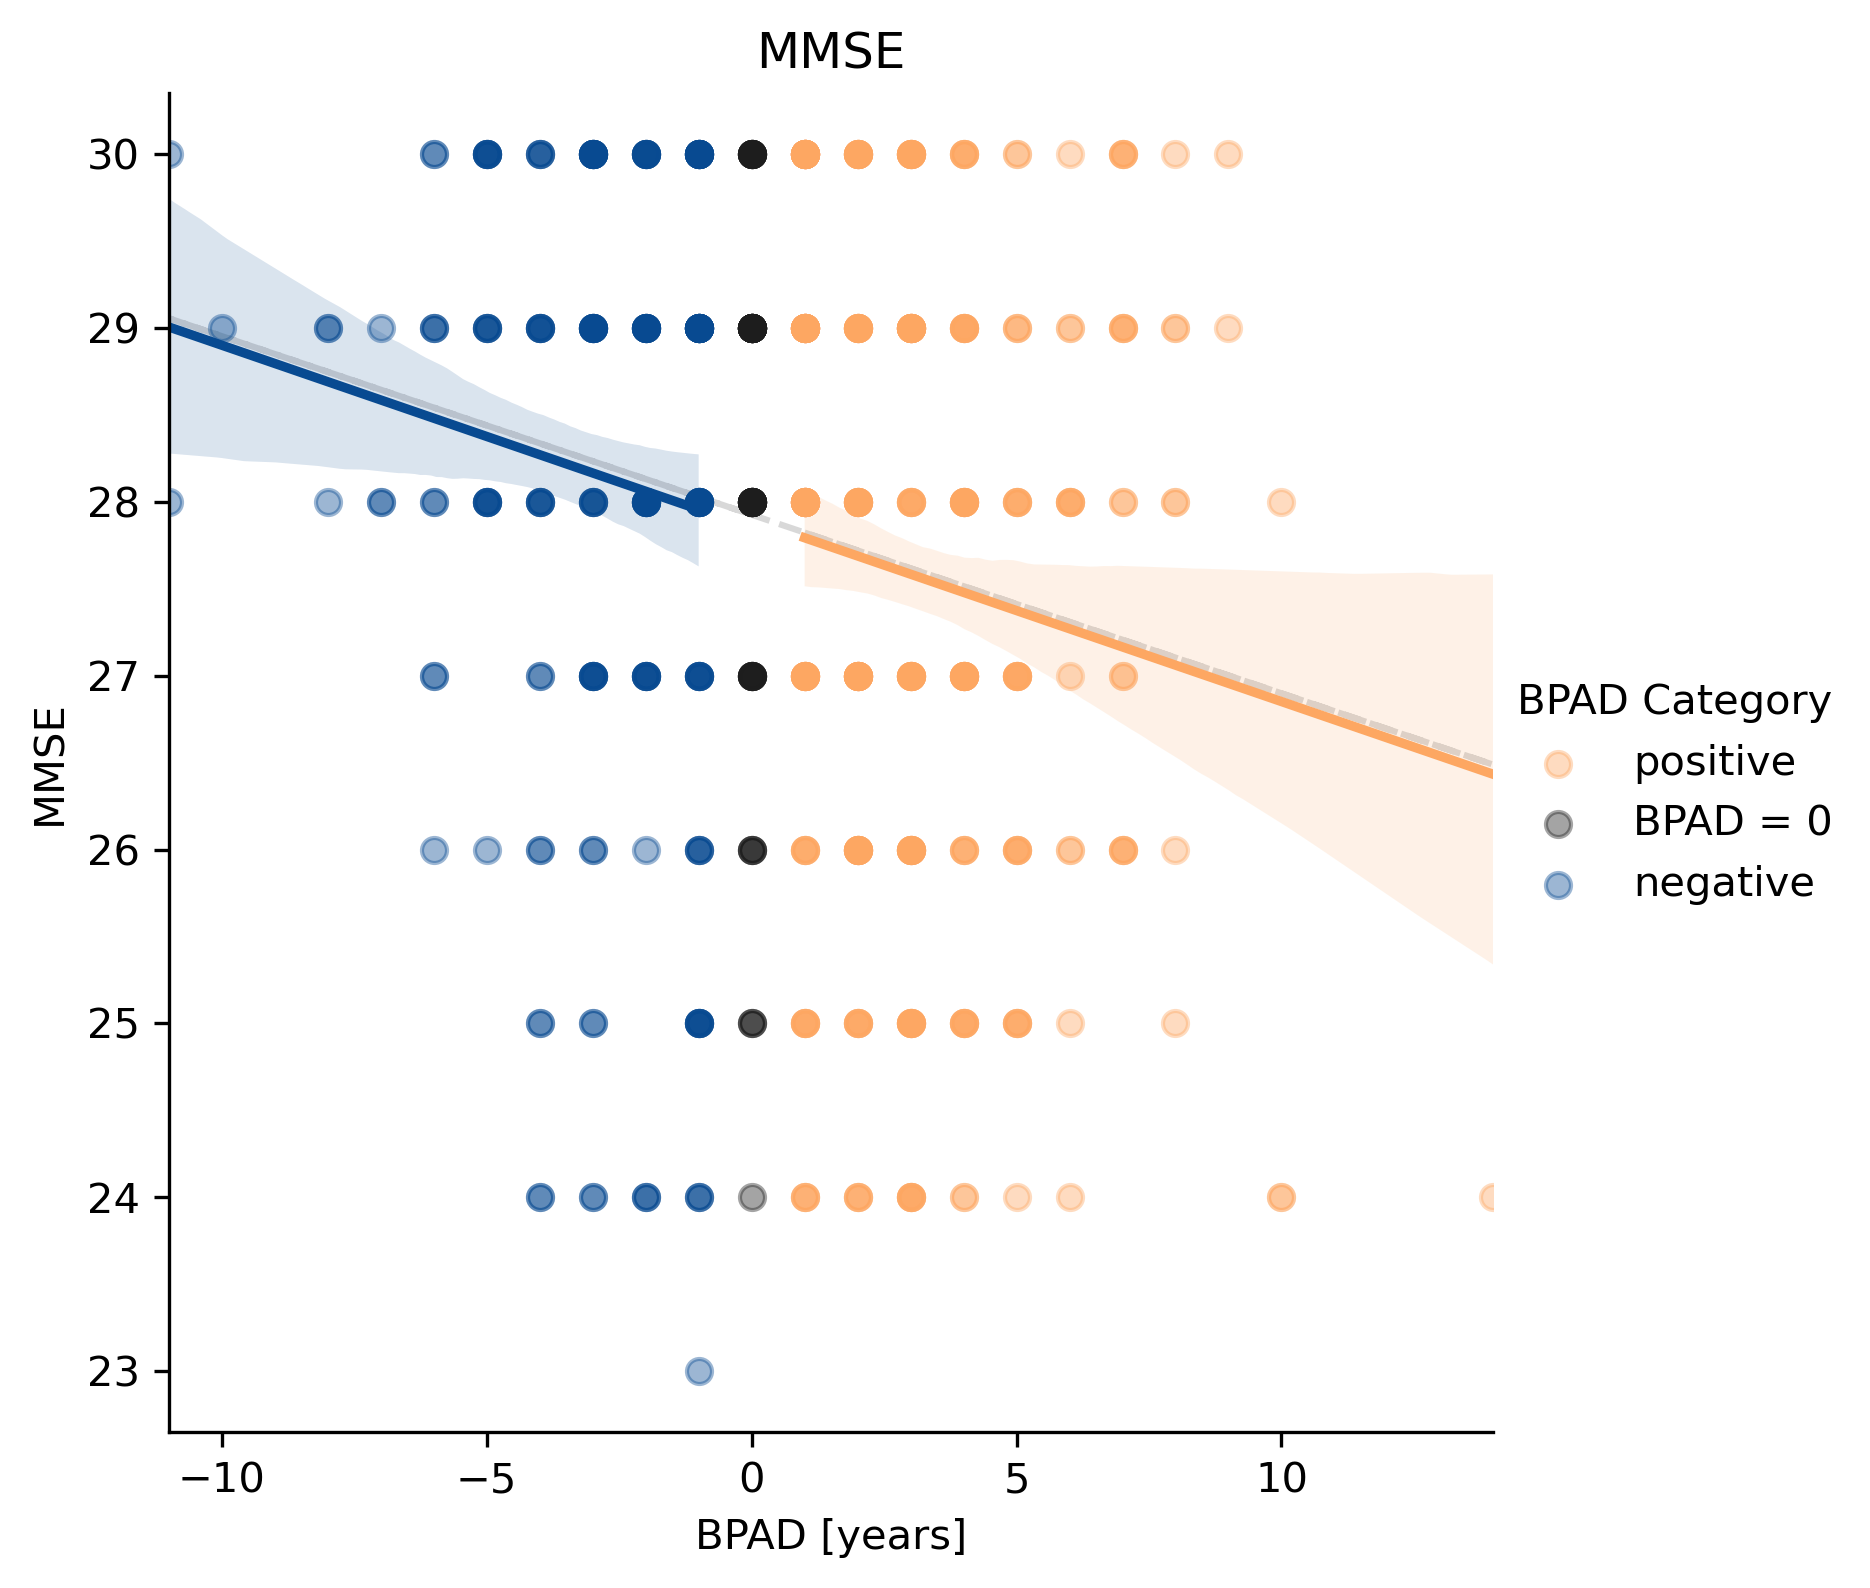 MMSE
30
29
28
27
26
25
24
23
MMSE
−10
−5
0
5
10
BPAD [years]
BPAD Category
positive
BPAD = 0
negative